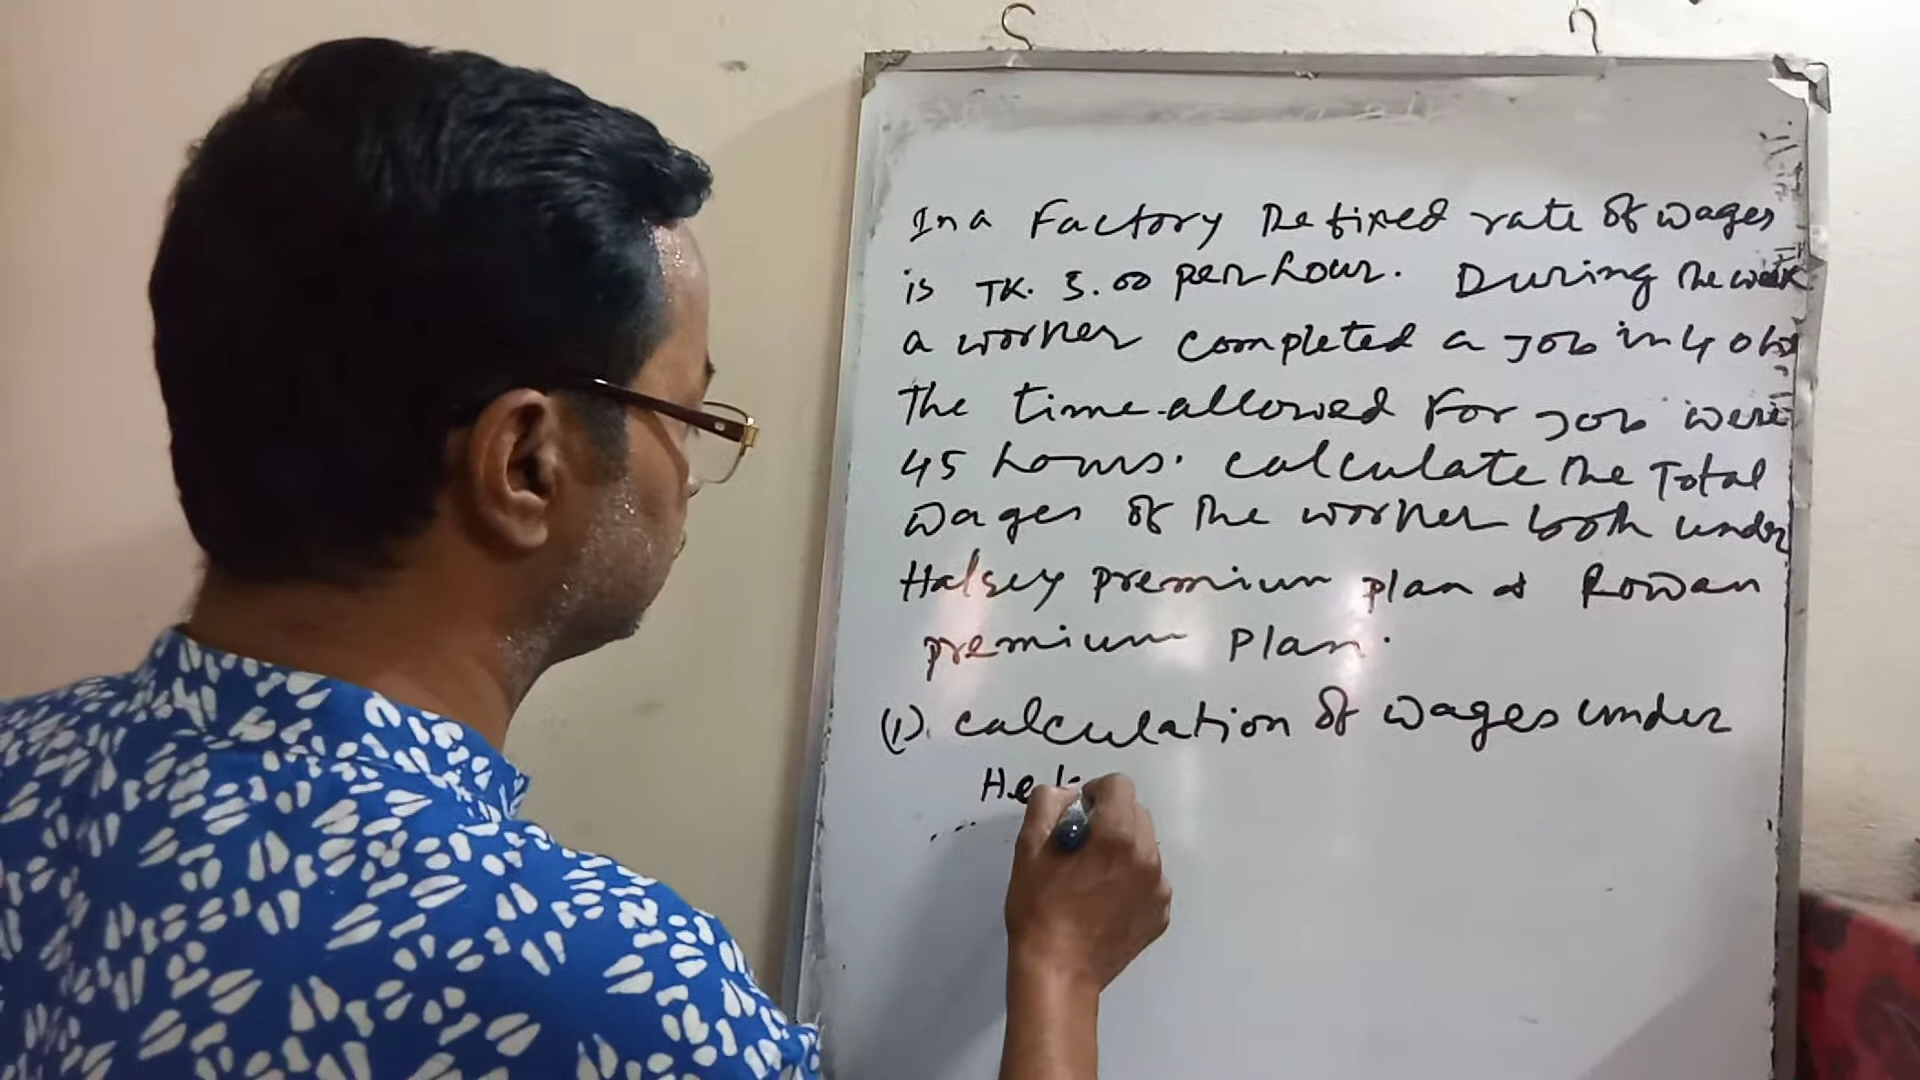 In a Factory the fixed rate of wages
is TK. 5.00 per hour. During the week
a worker completed a Job in 40 hrs
The time allowed For Job were
45 hours. calculate the Total
wages of the worker both under
Halsey premium plan & Rowan
premium plan.
(1). calculation of wages under